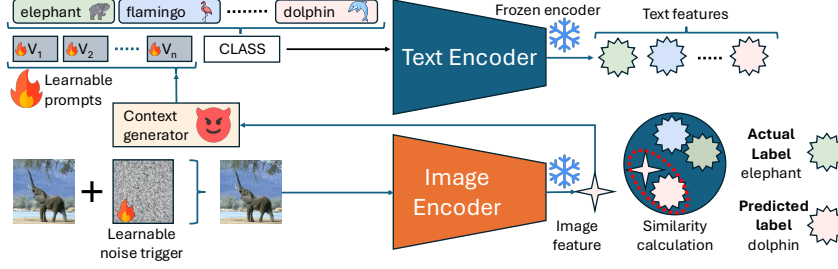 elephant flamingo dolphin
V1 V2 Vn CLASS
Learnable
prompts
Context
generator
Text Encoder
Frozen encoder
Text features
Learnable
noise trigger
Image
Encoder
Image
feature
Similarity
calculation
Actual
Label
elephant
Predicted
label
dolphin